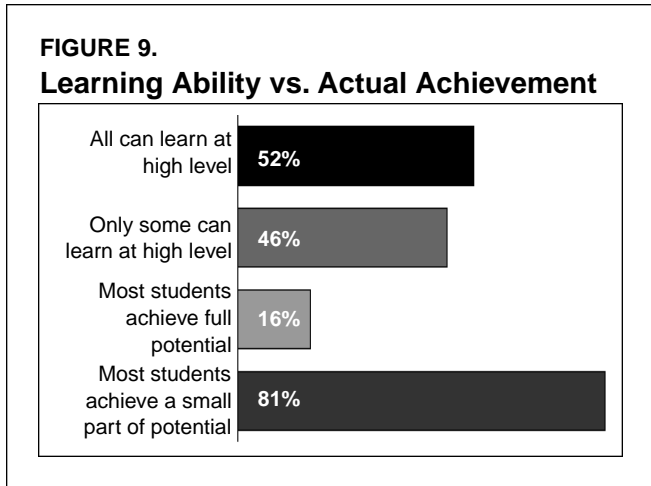 FIGURE 9.
Learning Ability vs. Actual Achievement
All can learn at
high level
52%
Only some can
learn at high level
46%
Most students
achieve full
potential
16%
Most students
achieve a small
part of potential
81%